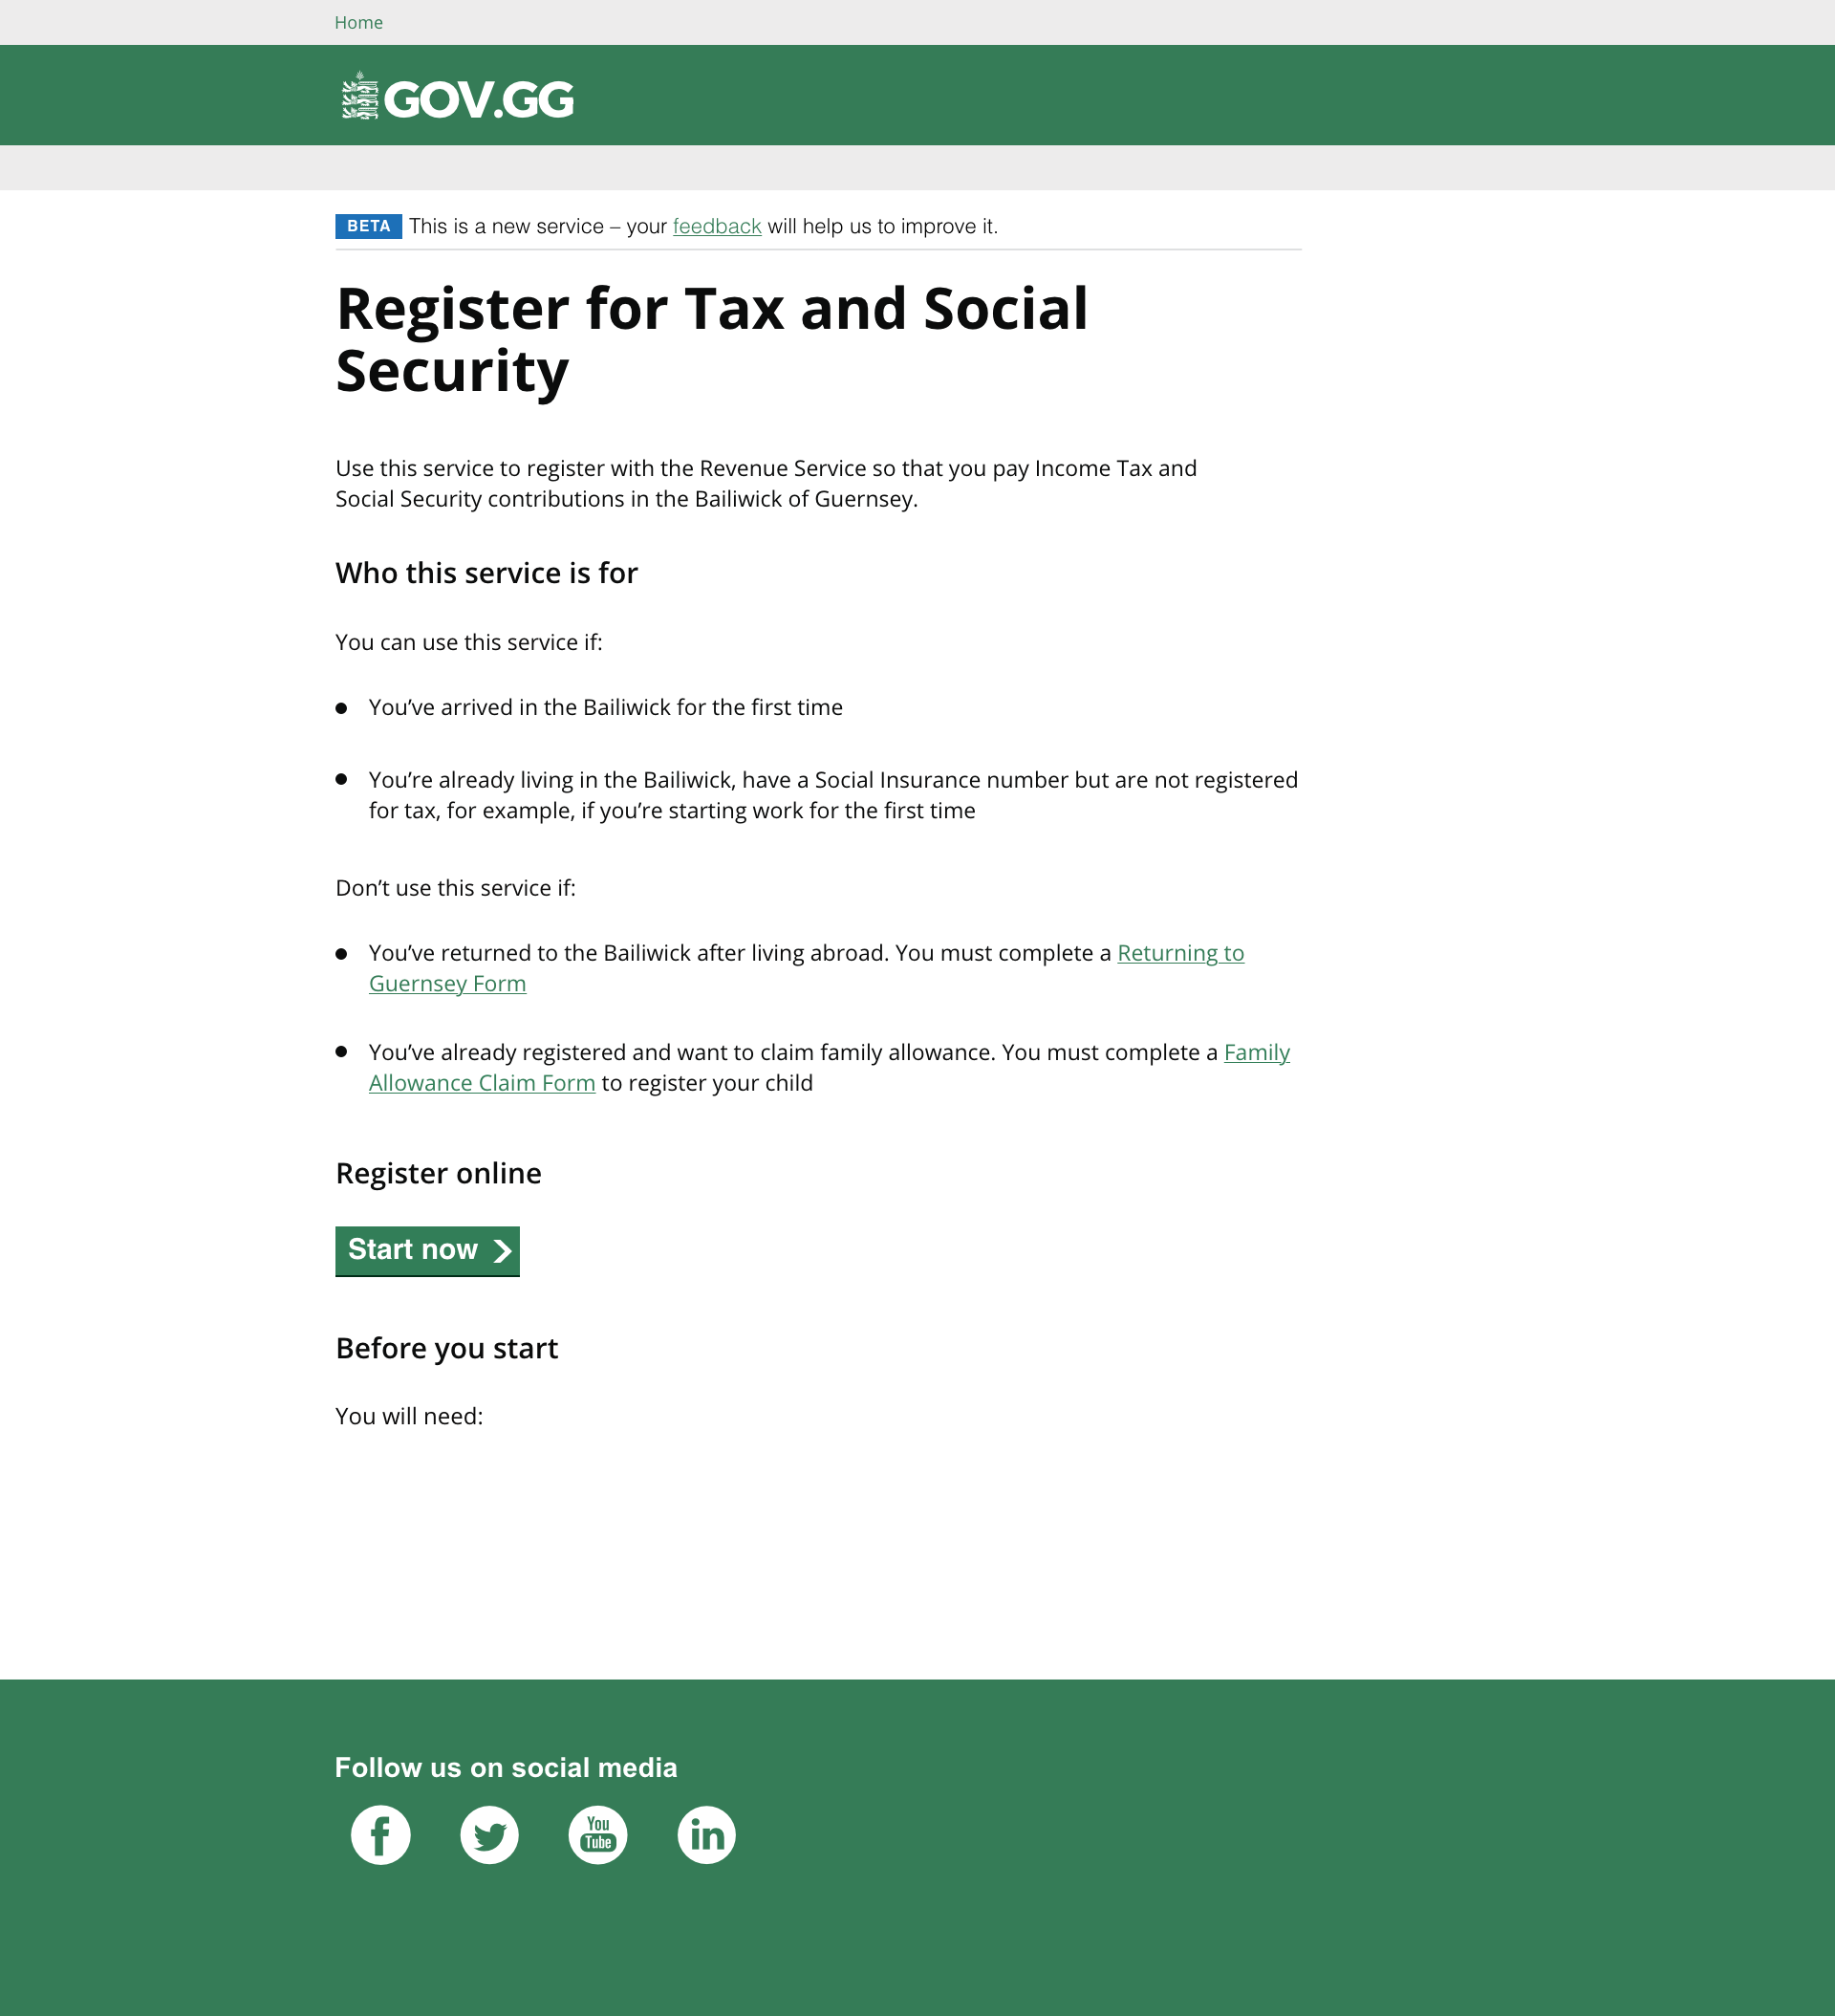 Home
GOV.GG
BETA This is a new service – your feedback will help us to improve it.
Register for Tax and Social
Security
Use this service to register with the Revenue Service so that you pay Income Tax and
Social Security contributions in the Bailiwick of Guernsey.
Who this service is for
You can use this service if:
You’ve arrived in the Bailiwick for the first time
You’re already living in the Bailiwick, have a Social Insurance number but are not registered
for tax, for example, if you’re starting work for the first time
Don’t use this service if:
You’ve returned to the Bailiwick after living abroad. You must complete a Returning to
Guernsey Form
You’ve already registered and want to claim family allowance. You must complete a Family
Allowance Claim Form to register your child
Register online
Start now
Before you start
You will need:
Follow us on social media
f
You
Tube
in